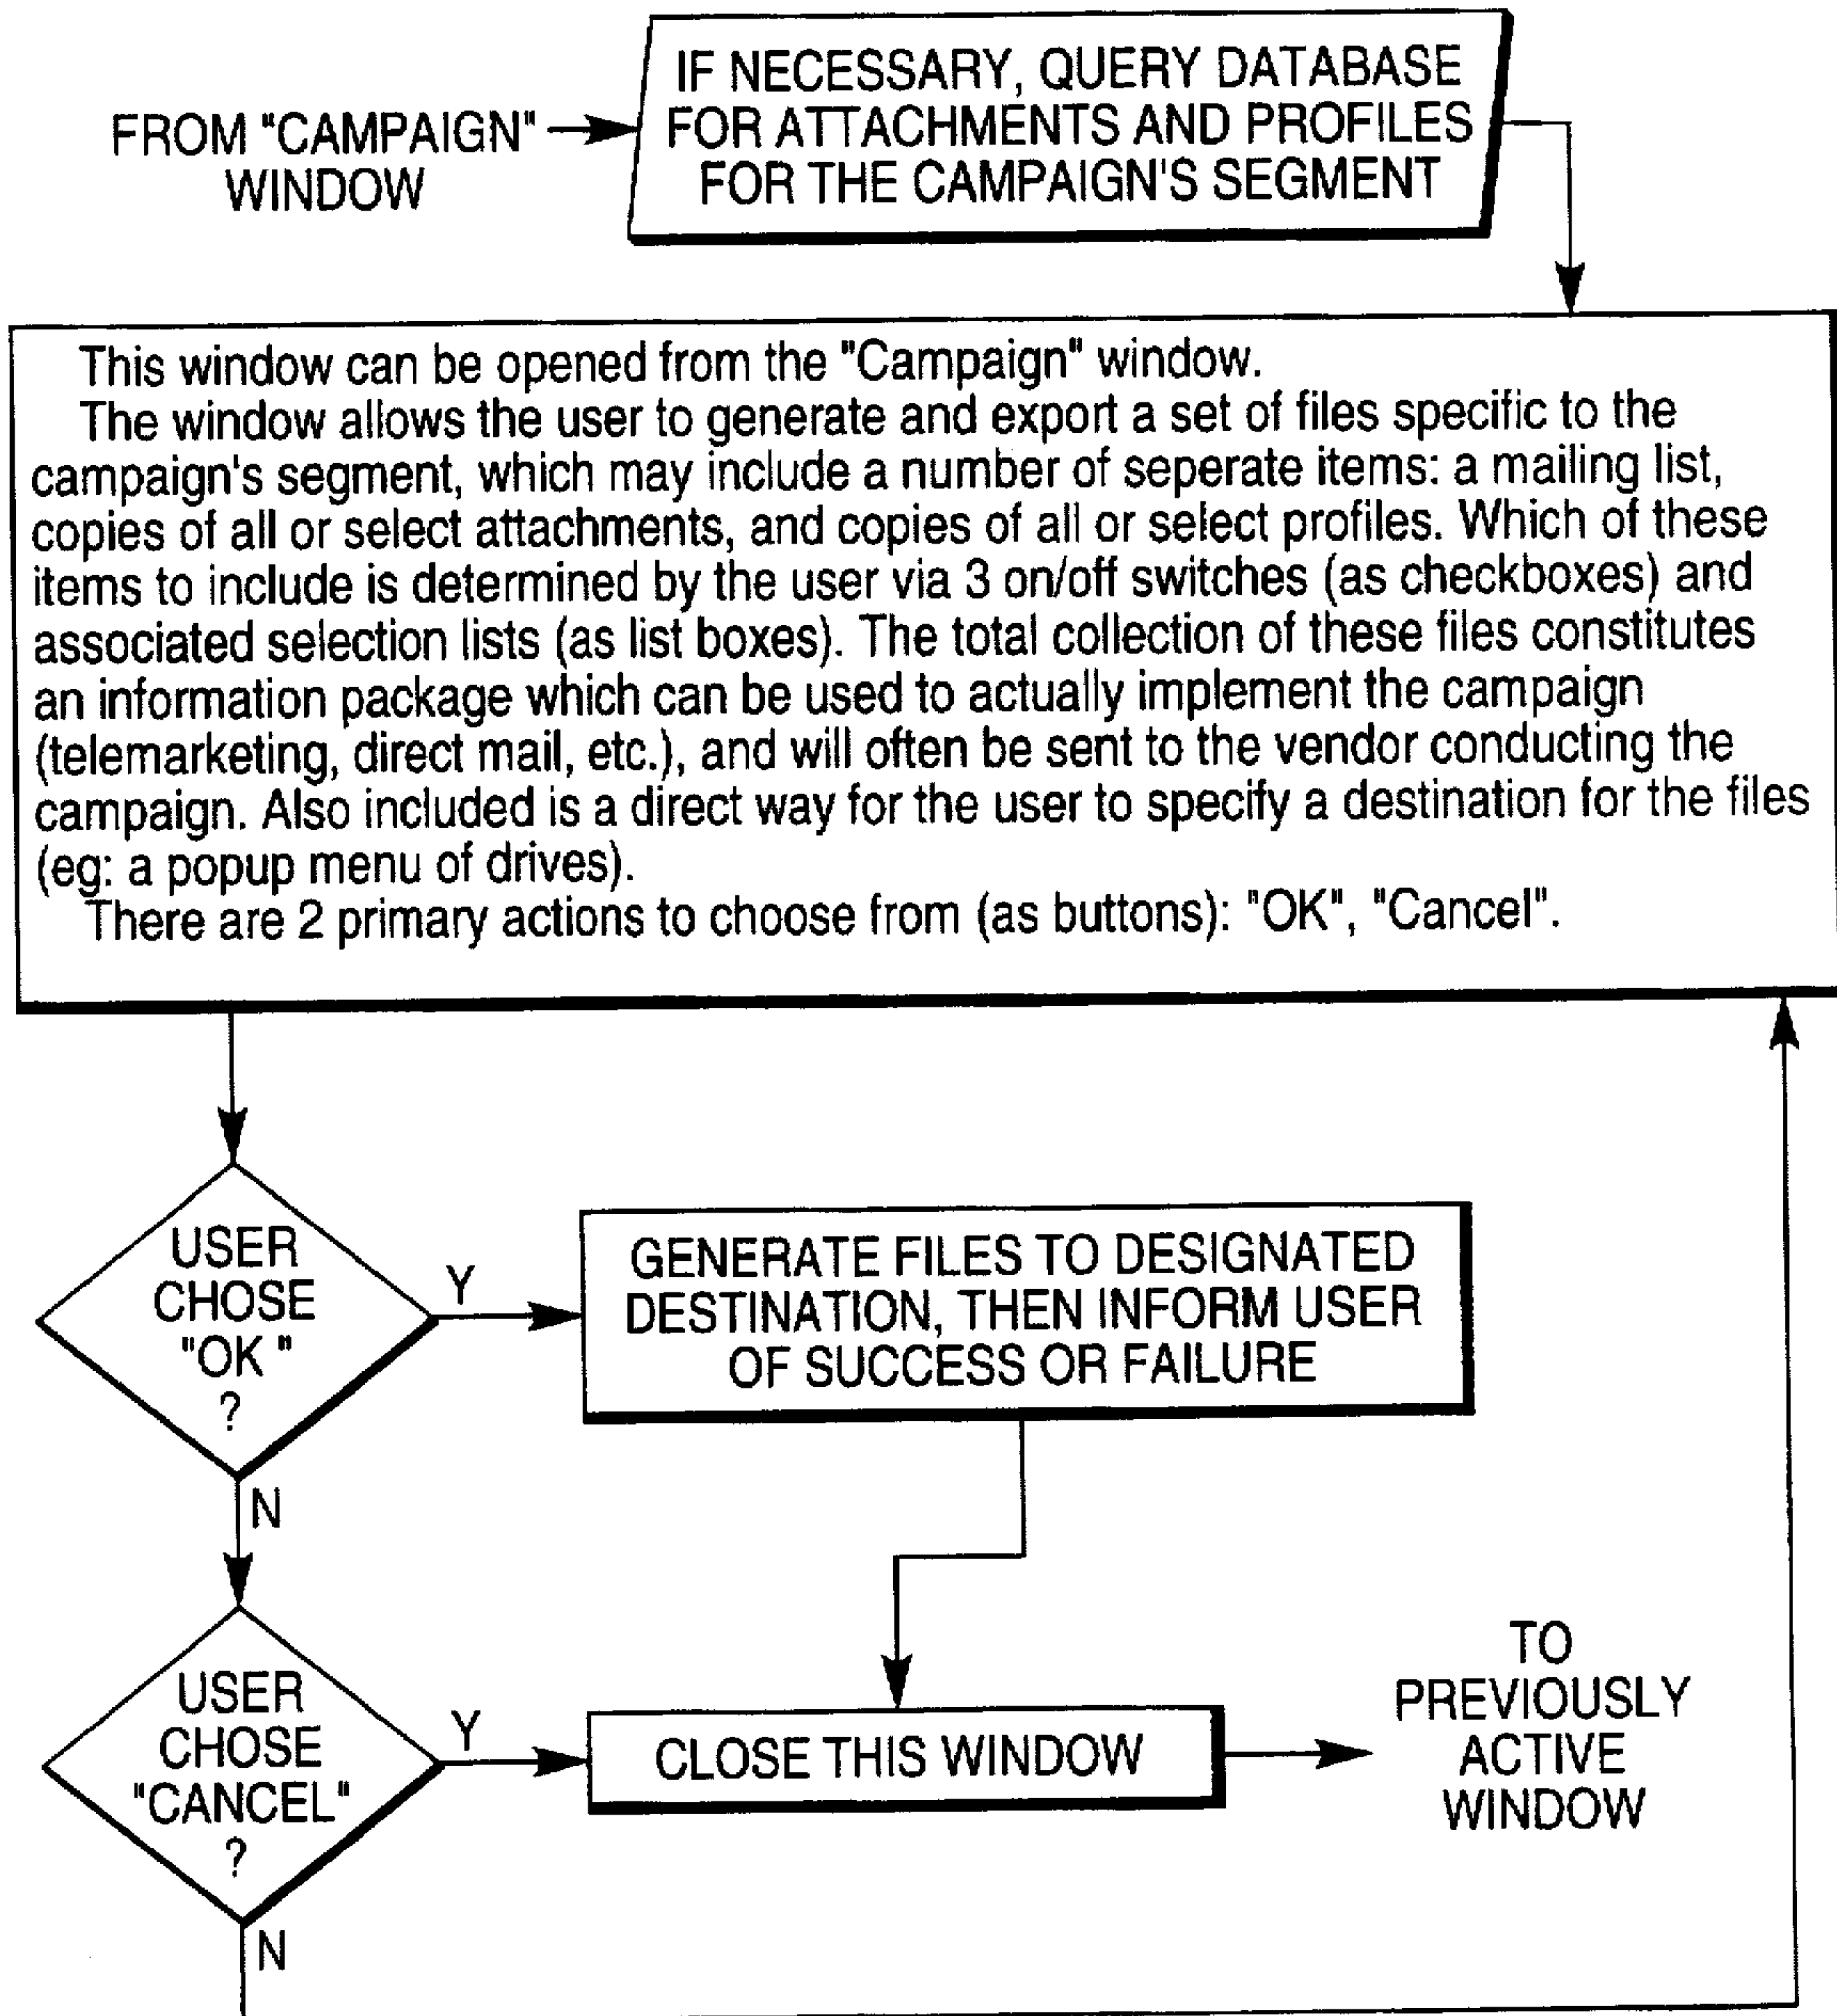 IF NECESSARY, QUERY DATABASE
FOR ATTACHMENTS AND PROFILES
FOR THE CAMPAIGN'S SEGMENT
FROM "CAMPAIGN"
WINDOW
This window can be opened from the "Campaign" window.
The window allows the user to generate and export a set of files specific to the
campaign's segment, which may include a number of seperate items: a mailing list,
copies of all or select attachments, and copies of all or select profiles. Which of these
items to include is determined by the user via 3 on/off switches (as checkboxes) and
associated selection lists (as list boxes). The total collection of these files constitutes
an information package which can be used to actually implement the campaign
(telemarketing, direct mail, etc.), and will often be sent to the vendor conducting the
campaign. Also included is a direct way for the user to specify a destination for the files
(eg: a popup menu of drives).
There are 2 primary actions to choose from (as buttons): "OK", "Cancel".
USER
CHOSE
"OK "
?
Y
GENERATE FILES TO DESIGNATED
DESTINATION, THEN INFORM USER
OF SUCCESS OR FAILURE
N
USER
CHOSE
"CANCEL"
?
Y
CLOSE THIS WINDOW
TO
PREVIOUSLY
ACTIVE
WINDOW
N